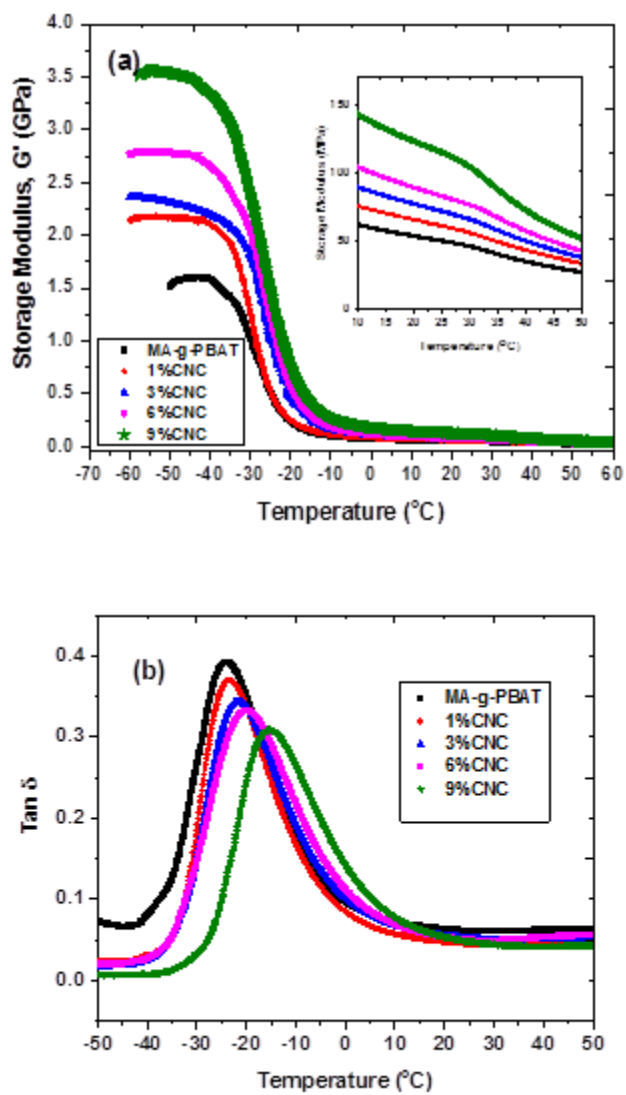 (a)
Storage Modulus, G' (GPa)
4.0
3.5
3.0
2.5
2.0
1.5
1.0
0.5
0.0
-70 -60 -50 -40 -30 -20 -10 0 10 20 30 40 50 60
Temperature (°C)
MA-g-PBAT
1%CNC
3%CNC
6%CNC
9%CNC
Storage Modulus (MPa)
150
100
50
0
10 15 20 25 30 35 40 45 50
Temperature (°C)
(b)
Tan δ
0.4
0.3
0.2
0.1
0.0
-50 -40 -30 -20 -10 0 10 20 30 40 50
Temperature (°C)
MA-g-PBAT
1%CNC
3%CNC
6%CNC
9%CNC